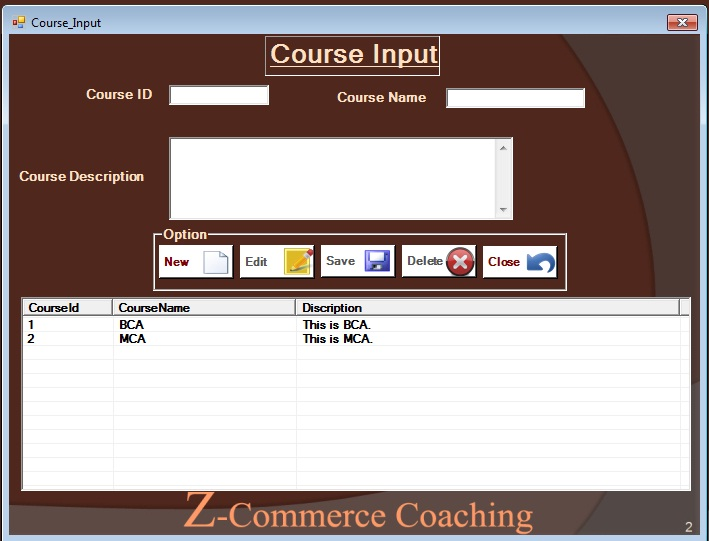 Course_Input
Course Input
Course ID
Course Name
Course Description
Option
New Edit Save Delete Close
CourseId CourseName Discription
1 BCA This is BCA.
2 MCA This is MCA.
Z-Commerce Coaching
2